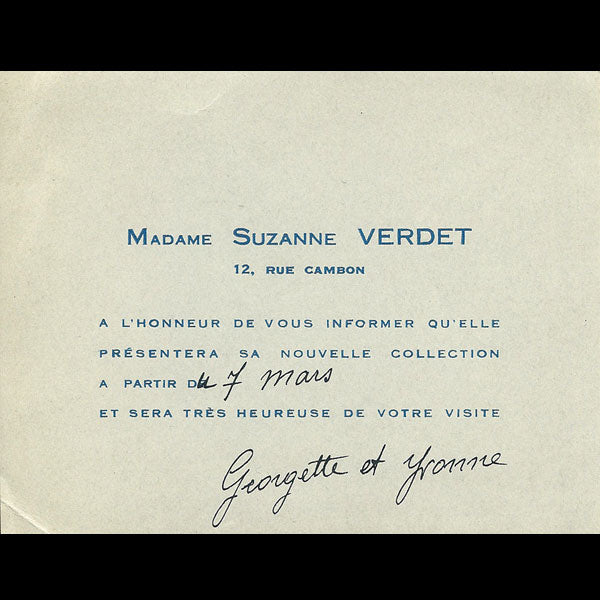 MADAME SUZANNE VERDET
12, RUE CAMBON
A L'HONNEUR DE VOUS INFORMER QU'ELLE
PRÉSENTERA SA NOUVELLE COLLECTION
A PARTIR DU 7 mars
ET SERA TRÈS HEUREUSE DE VOTRE VISITE
Georgette et Yvonne